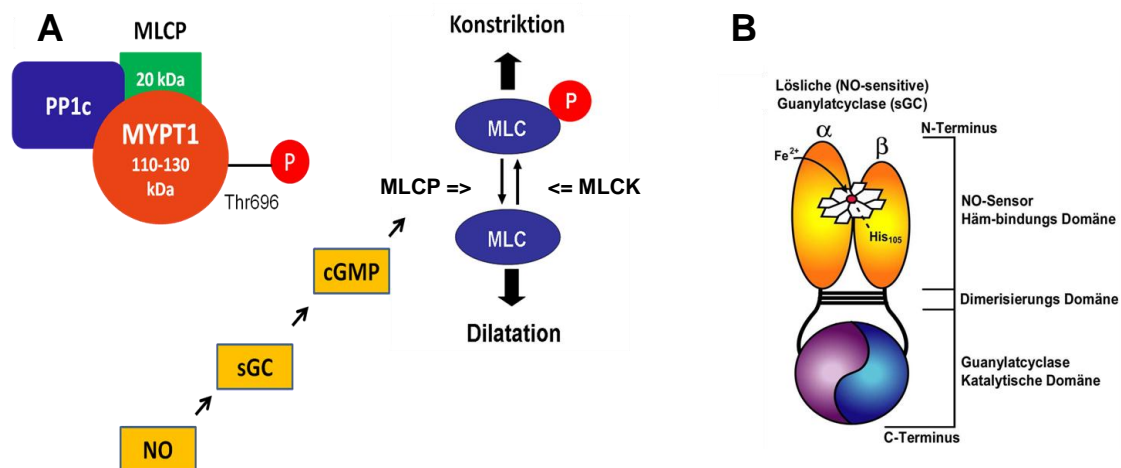 A
MLCP
20 kDa
PP1c
MYPT1
110-130
kDa
P
Thr696
Konstriktion
P
MLC
MLCP => <= MLCK
MLC
Dilatation
cGMP
sGC
NO
B
Lösliche (NO-sensitive)
Guanylatcyclase (sGC)
α
β
N-Terminus
Fe²⁺
NO-Sensor
Häm-bindungs Domäne
His₁₀₅
Dimerisierungs Domäne
Guanylatcyclase
Katalytische Domäne
C-Terminus